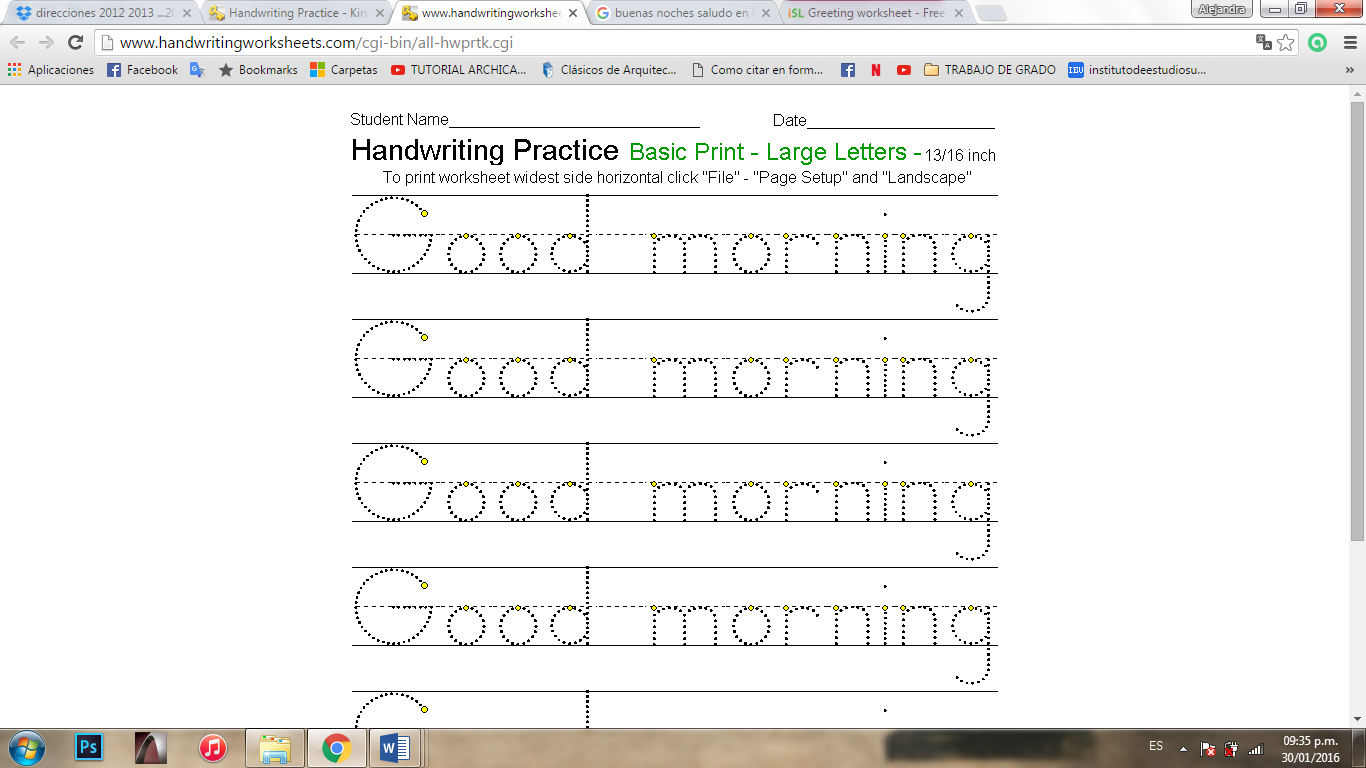 direcciones 2012 2013 ...20
Handwriting Practice - Kin
www.handwritingworkshee
buenas noches saludo en i
iSL Greeting worksheet - Free
Alejandra
www.handwritingworksheets.com/cgi-bin/all-hwprtk.cgi
Aplicaciones Facebook Bookmarks Carpetas TUTORIAL ARCHICA... Clásicos de Arquitec... Como citar en form... N TRABAJO DE GRADO IEU institutodeestudiosu... »
Student Name Date
Handwriting Practice Basic Print - Large Letters - 13/16 inch
To print worksheet widest side horizontal click "File" - "Page Setup" and "Landscape"
Good morning
Good morning
Good morning
Good morning
Ps W ES 09:35 p.m.
30/01/2016